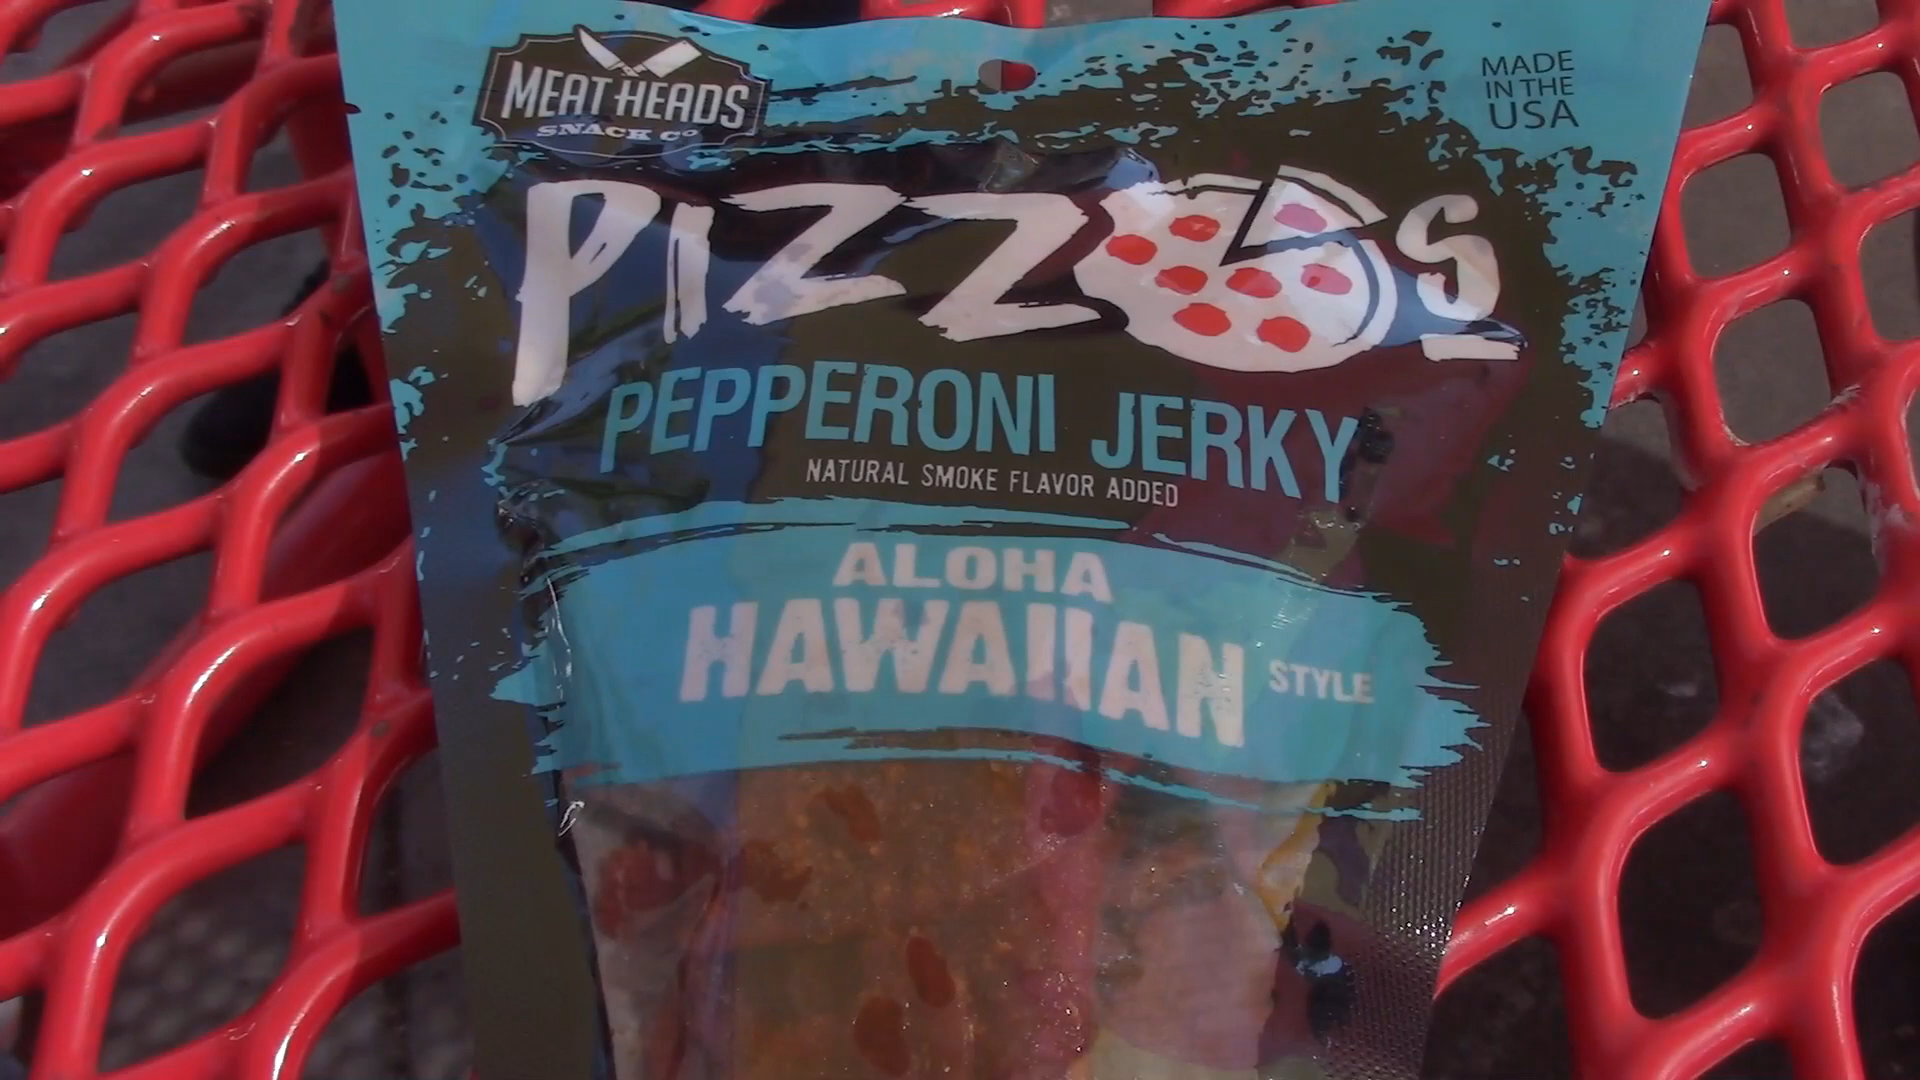 MEAT HEADS
SNACK Co
MADE
IN THE
USA
PIZZOS
PEPPERONI JERKY
NATURAL SMOKE FLAVOR ADDED
ALOHA
HAWAIIAN STYLE